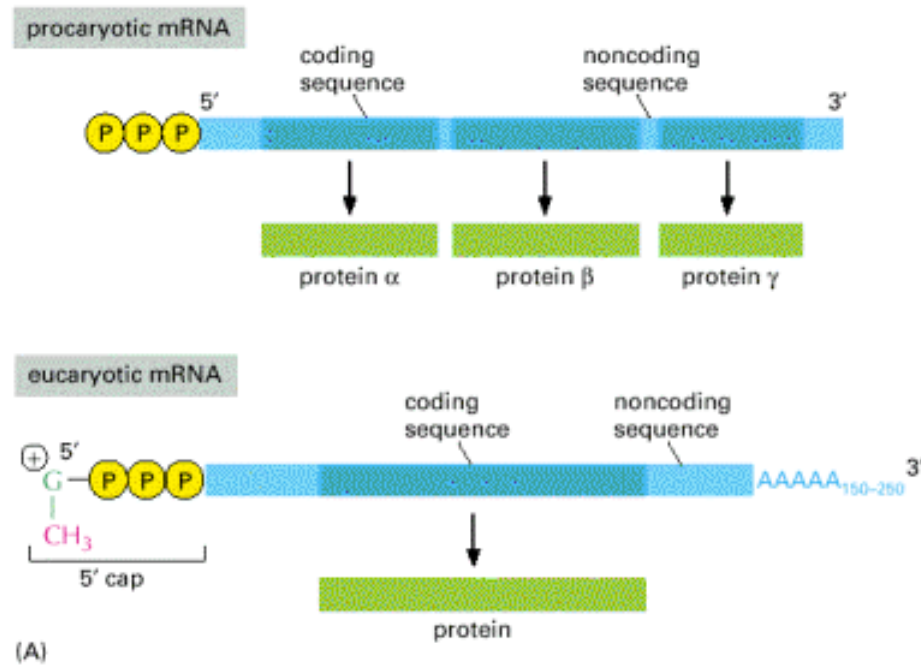 procaryotic mRNA
coding
sequence
noncoding
sequence
5′
3′
P P P
protein α
protein β
protein γ
eucaryotic mRNA
coding
sequence
noncoding
sequence
+
5′
3′
G
P P P
AAAAA150–250
CH3
5′ cap
protein
(A)